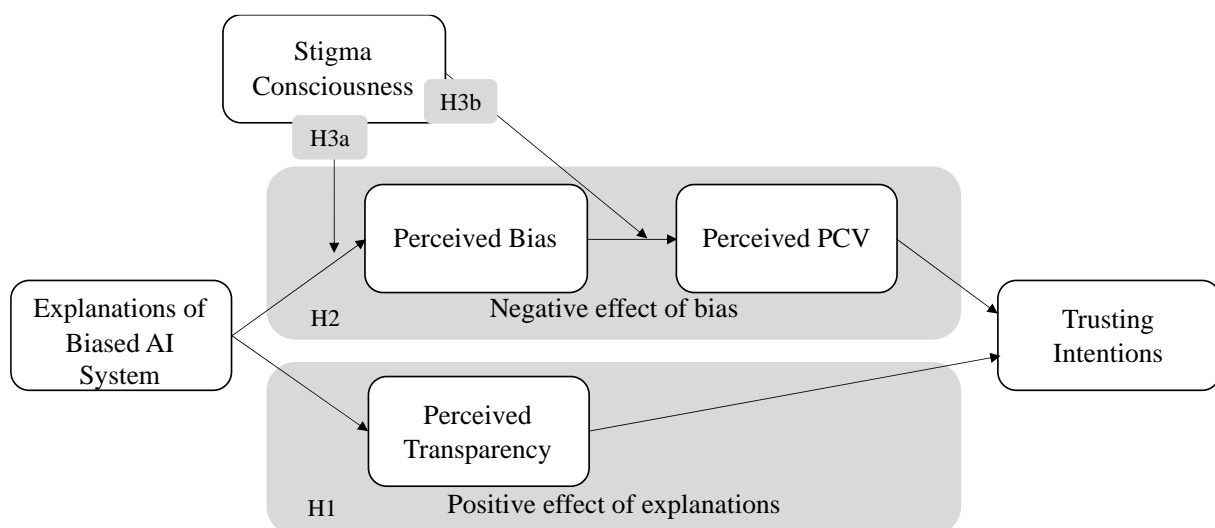 Stigma
Consciousness
H3b
H3a
Perceived Bias
Perceived PCV
H2
Negative effect of bias
Explanations of
Biased AI
System
Trusting
Intentions
Perceived
Transparency
H1
Positive effect of explanations